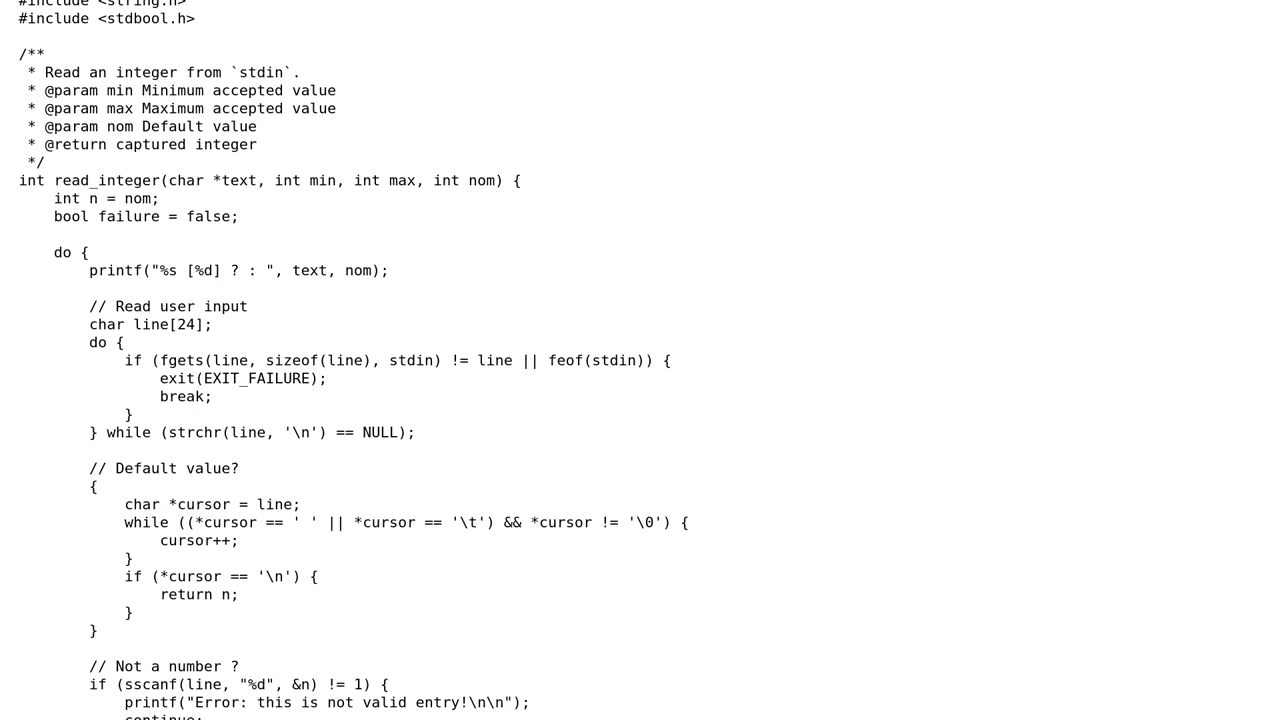 #include <string.h>
#include <stdbool.h>

/**
 * Read an integer from `stdin`.
 * @param min Minimum accepted value
 * @param max Maximum accepted value
 * @param nom Default value
 * @return captured integer
 */
int read_integer(char *text, int min, int max, int nom) {
    int n = nom;
    bool failure = false;

    do {
        printf("%s [%d] ? : ", text, nom);

        // Read user input
        char line[24];
        do {
            if (fgets(line, sizeof(line), stdin) != line || feof(stdin)) {
                exit(EXIT_FAILURE);
                break;
            }
        } while (strchr(line, '\n') == NULL);

        // Default value?
        {
            char *cursor = line;
            while ((*cursor == ' ' || *cursor == '\t') && *cursor != '\0') {
                cursor++;
            }
            if (*cursor == '\n') {
                return n;
            }
        }

        // Not a number ?
        if (sscanf(line, "%d", &n) != 1) {
            printf("Error: this is not valid entry!\n\n");
            continue;